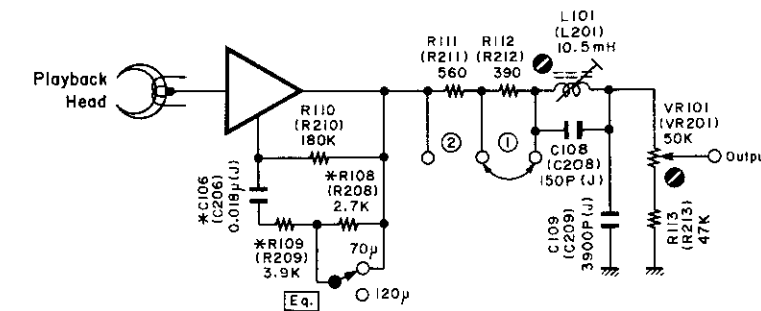 Playback
Head
R110
(R210)
180K
*C106
(C206)
0.018μ(J)
*R108
(R208)
2.7K
*R109
(R209)
3.9K
70μ
120μ
Eq.
R111
(R211)
560
R112
(R212)
390
②
①
L101
(L201)
10.5mH
C108
(C208)
150P(J)
C109
(C209)
3900P(J)
VR101
(VR201)
50K
Outpu
R113
(R213)
47K